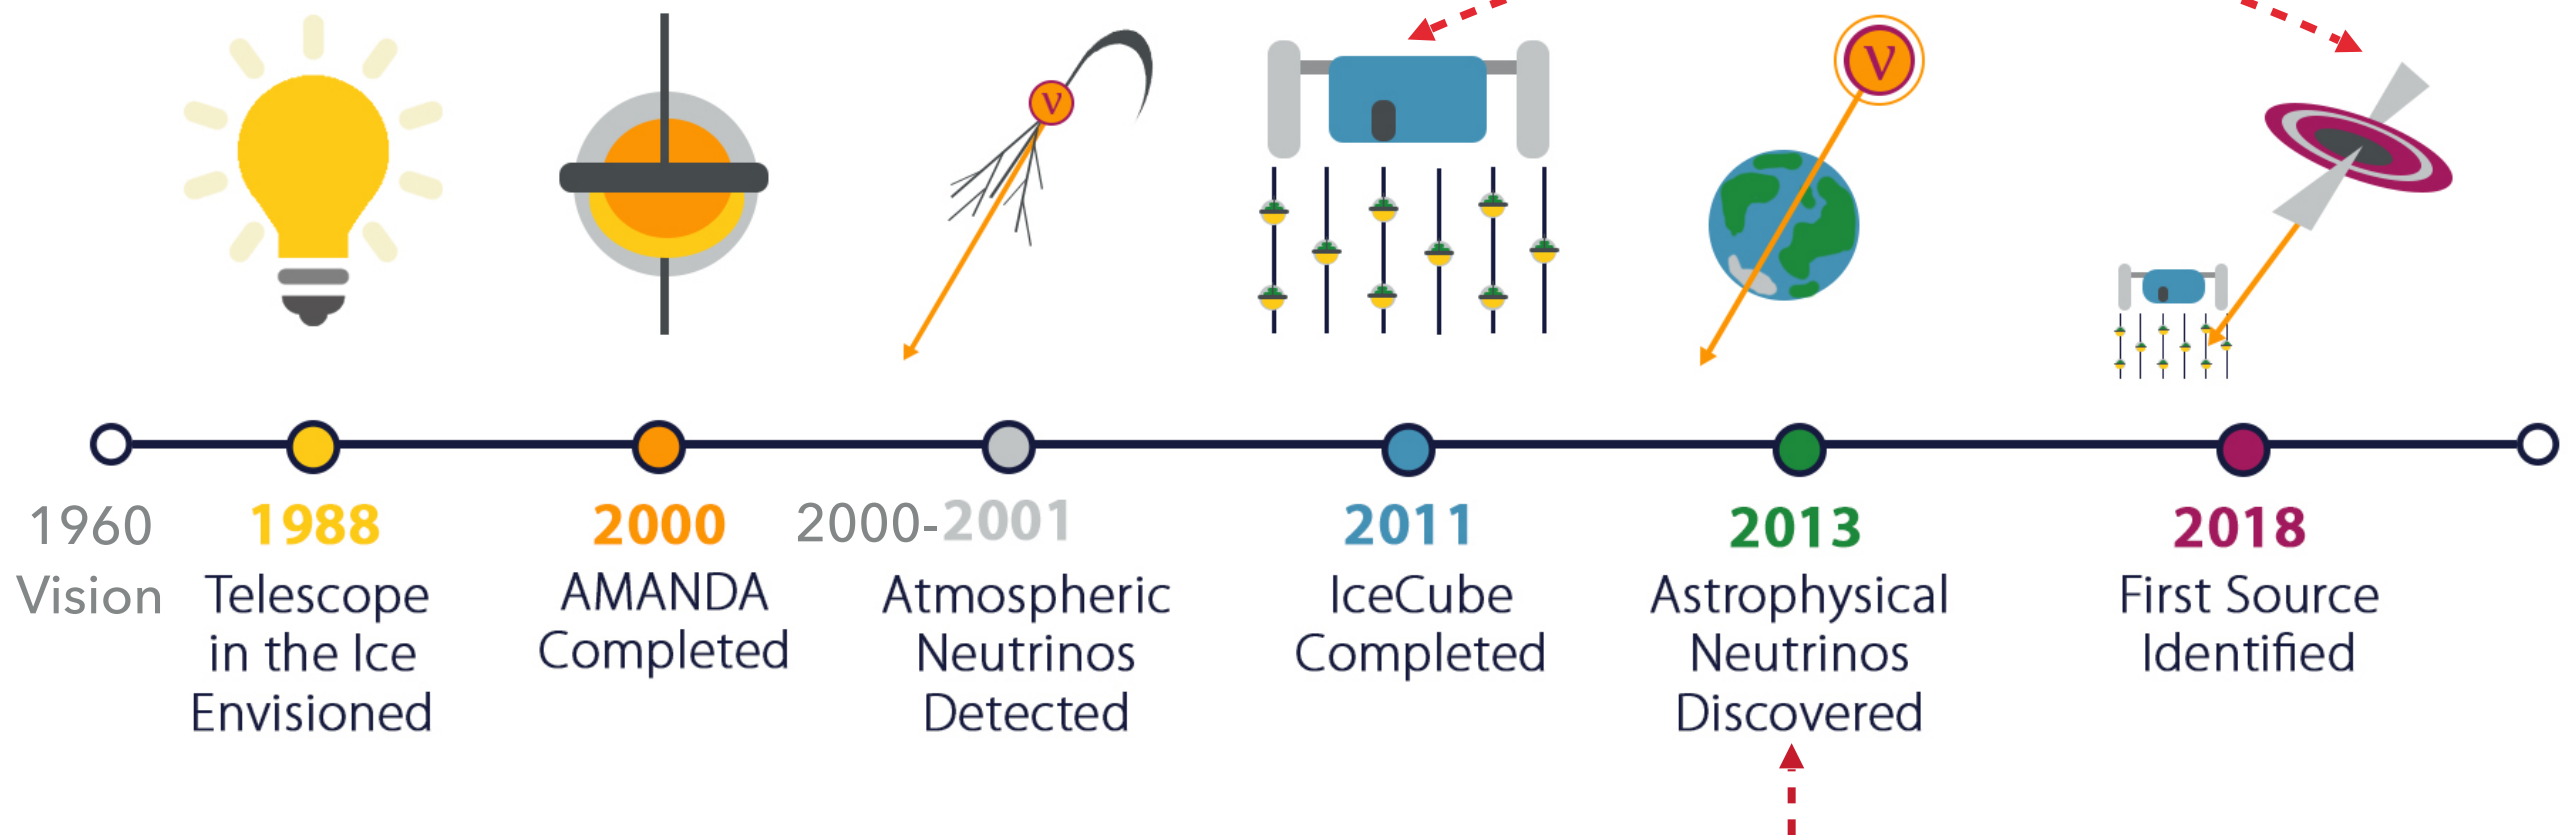 ν
ν
1960
Vision
1988
Telescope
in the Ice
Envisioned
2000
AMANDA
Completed
2000-2001
Atmospheric
Neutrinos
Detected
2011
IceCube
Completed
2013
Astrophysical
Neutrinos
Discovered
2018
First Source
Identified